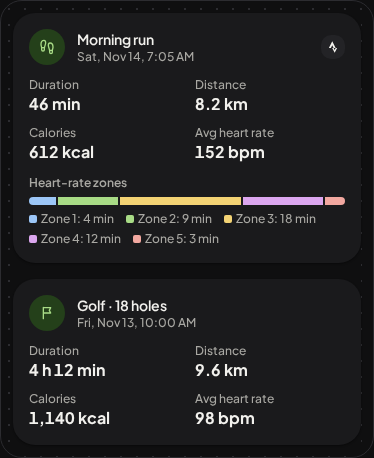 Morning run
Sat, Nov 14, 7:05 AM
Duration Distance
46 min 8.2 km
Calories Avg heart rate
612 kcal 152 bpm
Heart-rate zones
Zone 1: 4 min Zone 2: 9 min Zone 3: 18 min
Zone 4: 12 min Zone 5: 3 min
Golf · 18 holes
Fri, Nov 13, 10:00 AM
Duration Distance
4 h 12 min 9.6 km
Calories Avg heart rate
1,140 kcal 98 bpm